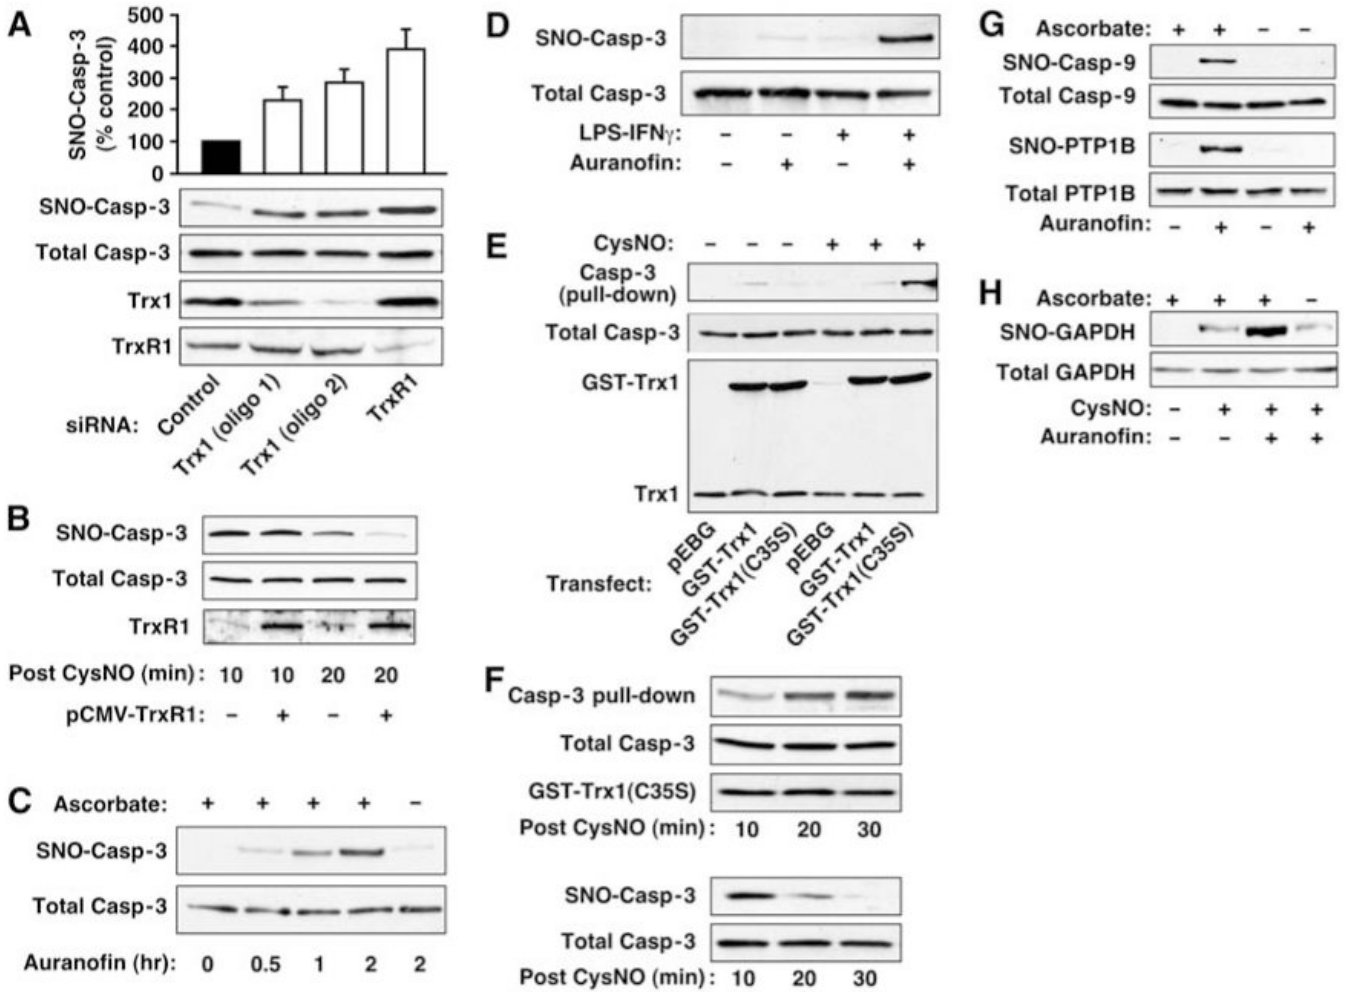 A
SNO-Casp-3
(% control)
500
400
300
200
100
0
SNO-Casp-3
Total Casp-3
Trx1
TrxR1
siRNA:
Control
Trx1 (oligo 1)
Trx1 (oligo 2)
TrxR1
B
SNO-Casp-3
Total Casp-3
TrxR1
Post CysNO (min): 10 10 20 20
pCMV-TrxR1: − + − +
C
Ascorbate: + + + + −
SNO-Casp-3
Total Casp-3
Auranofin (hr): 0 0.5 1 2 2
D
SNO-Casp-3
Total Casp-3
LPS-IFNγ: − − + +
Auranofin: − + − +
E
CysNO: − − − + + +
Casp-3
(pull-down)
Total Casp-3
GST-Trx1
Trx1
Transfect:
pEBG
GST-Trx1
GST-Trx1(C35S)
pEBG
GST-Trx1
GST-Trx1(C35S)
F
Casp-3 pull-down
Total Casp-3
GST-Trx1(C35S)
Post CysNO (min): 10 20 30
SNO-Casp-3
Total Casp-3
Post CysNO (min): 10 20 30
G
Ascorbate: + + − −
SNO-Casp-9
Total Casp-9
SNO-PTP1B
Total PTP1B
Auranofin: − + − +
H
Ascorbate: + + + −
SNO-GAPDH
Total GAPDH
CysNO: − + + +
Auranofin: − − + +